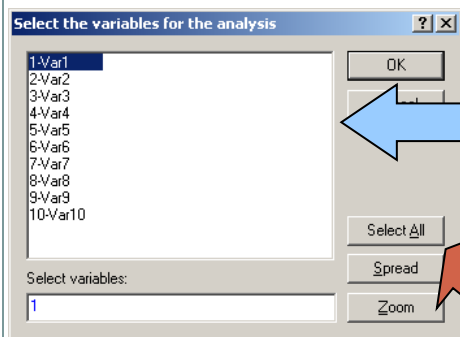 Select the variables for the analysis
1-Var1
2-Var2
3-Var3
4-Var4
5-Var5
6-Var6
7-Var7
8-Var8
9-Var9
10-Var10
OK
Select All
Spread
Zoom
Select variables:
1